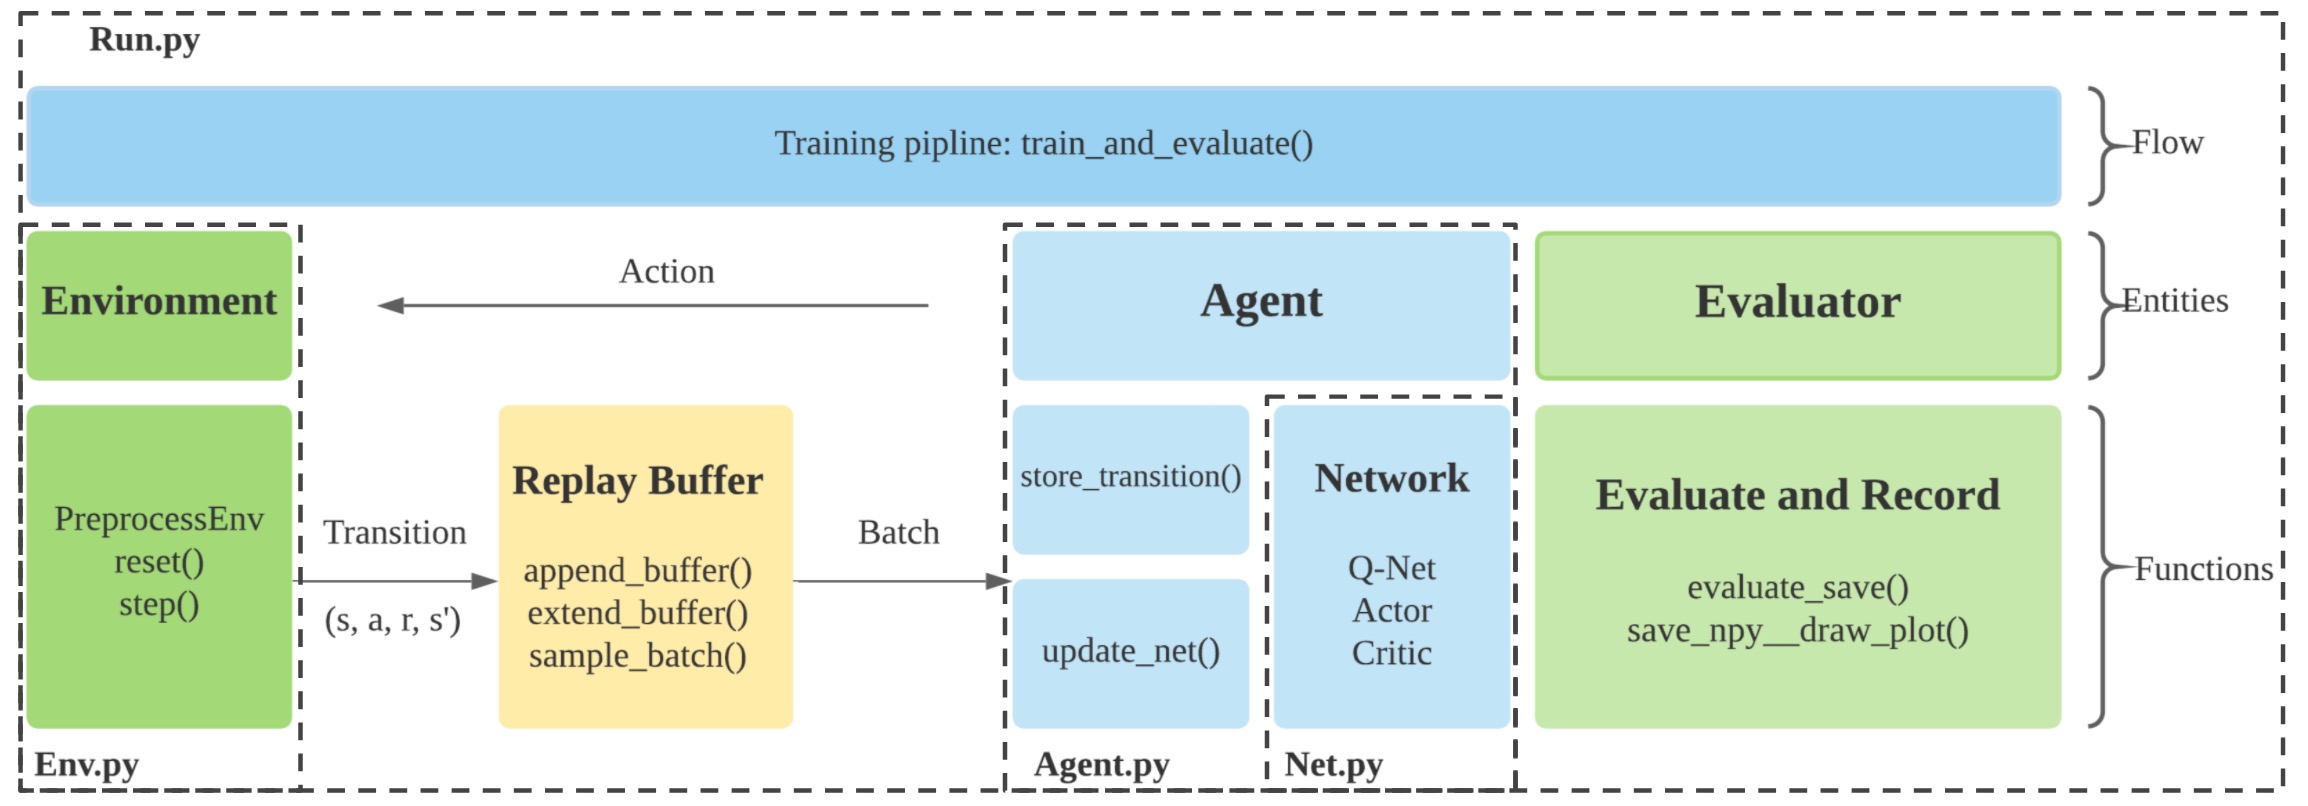 Run.py
Training pipline: train_and_evaluate()
Flow
Environment
Action
Agent
Evaluator
Entities
PreprocessEnv
reset()
step()
Transition
(s, a, r, s')
Replay Buffer
append_buffer()
extend_buffer()
sample_batch()
Batch
store_transition()
update_net()
Network
Q-Net
Actor
Critic
Evaluate and Record
evaluate_save()
save_npy__draw_plot()
Functions
Env.py
Agent.py
Net.py